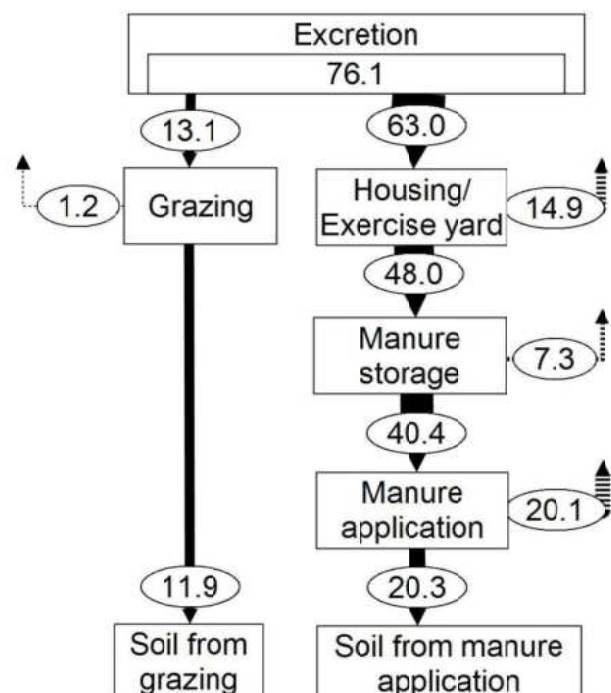 Excretion
76.1
13.1
63.0
1.2
Grazing
Housing/
Exercise yard
14.9
48.0
Manure
storage
7.3
40.4
Manure
application
20.1
11.9
20.3
Soil from
grazing
Soil from manure
application